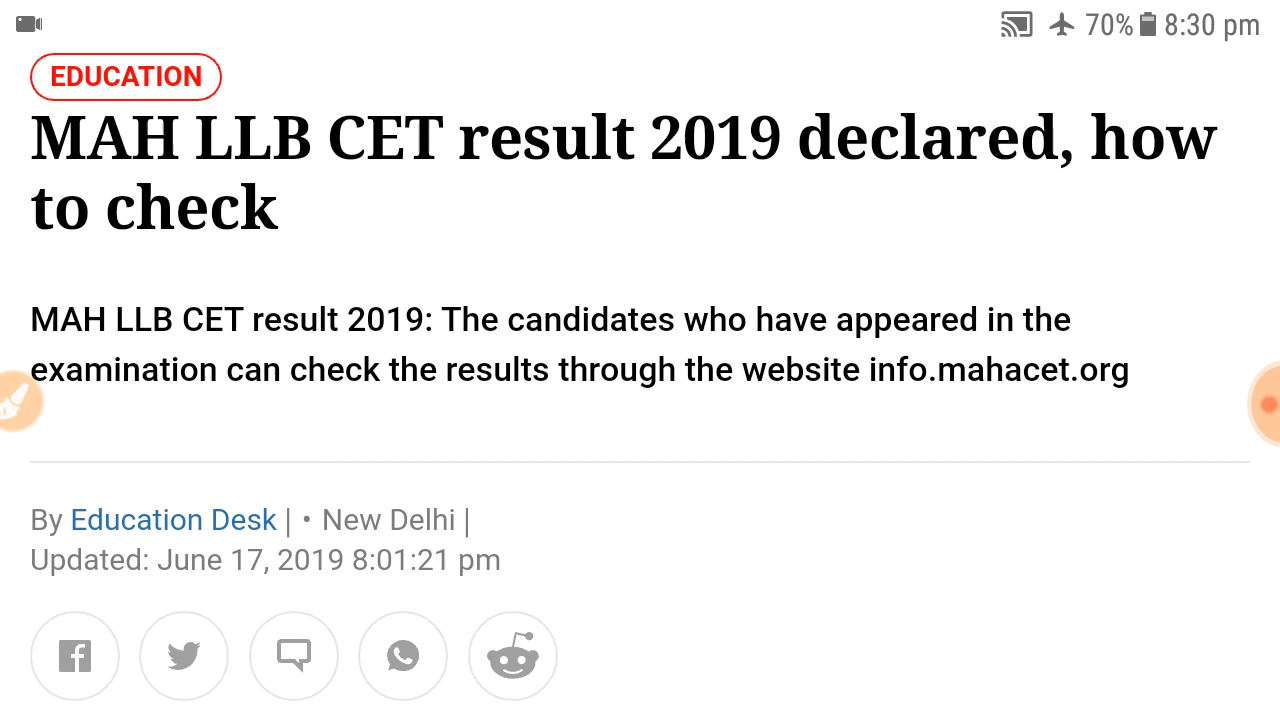 70% 8:30 pm
EDUCATION
MAH LLB CET result 2019 declared, how
to check
MAH LLB CET result 2019: The candidates who have appeared in the
examination can check the results through the website info.mahacet.org
By Education Desk | • New Delhi |
Updated: June 17, 2019 8:01:21 pm